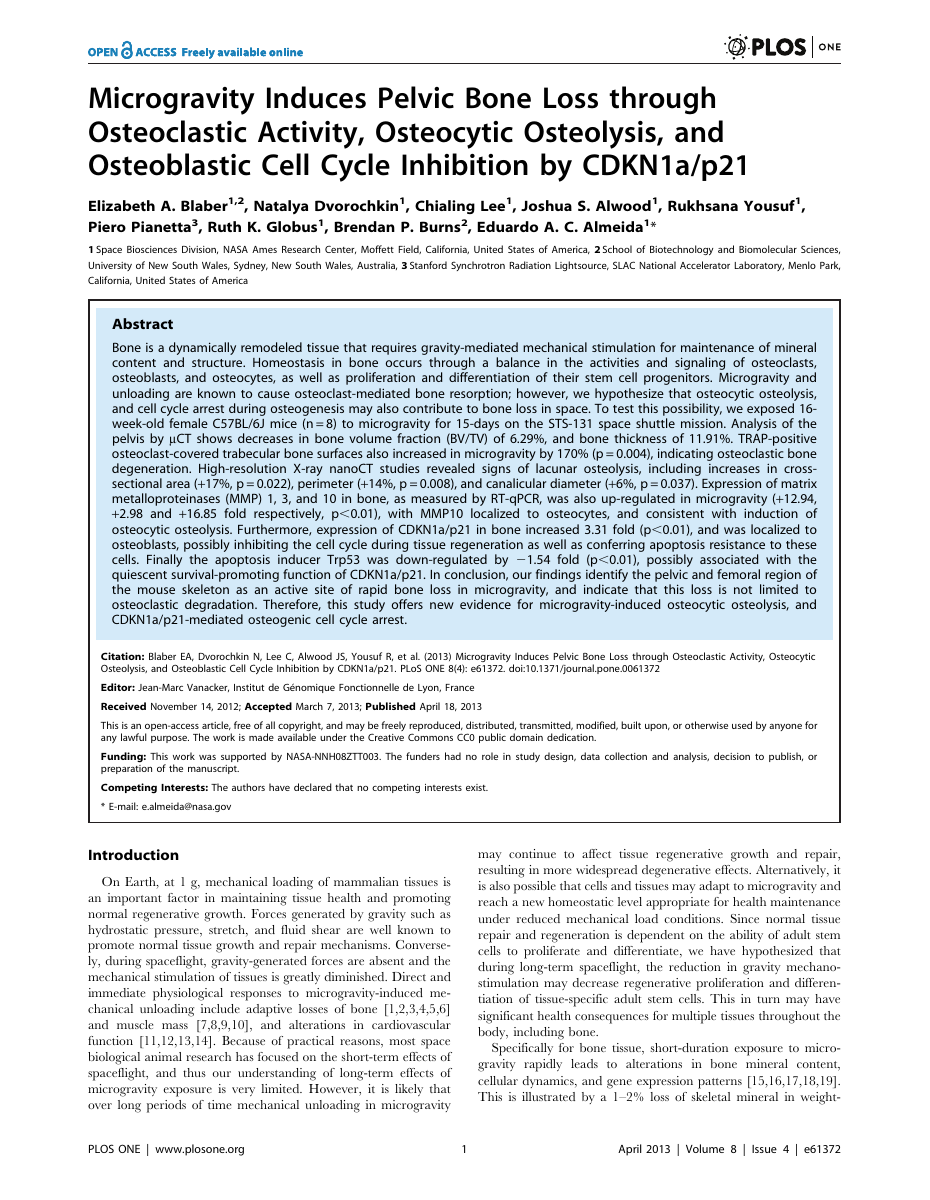 OPEN ACCESS Freely available online
PLOS ONE
Microgravity Induces Pelvic Bone Loss through
Osteoclastic Activity, Osteocytic Osteolysis, and
Osteoblastic Cell Cycle Inhibition by CDKN1a/p21
Elizabeth A. Blaber1,2, Natalya Dvorochkin1, Chialing Lee1, Joshua S. Alwood1, Rukhsana Yousuf1,
Piero Pianetta3, Ruth K. Globus1, Brendan P. Burns2, Eduardo A. C. Almeida1*
1 Space Biosciences Division, NASA Ames Research Center, Moffett Field, California, United States of America, 2 School of Biotechnology and Biomolecular Sciences,
University of New South Wales, Sydney, New South Wales, Australia, 3 Stanford Synchrotron Radiation Lightsource, SLAC National Accelerator Laboratory, Menlo Park,
California, United States of America
Abstract
Bone is a dynamically remodeled tissue that requires gravity-mediated mechanical stimulation for maintenance of mineral
content and structure. Homeostasis in bone occurs through a balance in the activities and signaling of osteoclasts,
osteoblasts, and osteocytes, as well as proliferation and differentiation of their stem cell progenitors. Microgravity and
unloading are known to cause osteoclast-mediated bone resorption; however, we hypothesize that osteocytic osteolysis,
and cell cycle arrest during osteogenesis may also contribute to bone loss in space. To test this possibility, we exposed 16-
week-old female C57BL/6J mice (n = 8) to microgravity for 15-days on the STS-131 space shuttle mission. Analysis of the
pelvis by μCT shows decreases in bone volume fraction (BV/TV) of 6.29%, and bone thickness of 11.91%. TRAP-positive
osteoclast-covered trabecular bone surfaces also increased in microgravity by 170% (p = 0.004), indicating osteoclastic bone
degeneration. High-resolution X-ray nanoCT studies revealed signs of lacunar osteolysis, including increases in cross-
sectional area (+17%, p = 0.022), perimeter (+14%, p = 0.008), and canalicular diameter (+6%, p = 0.037). Expression of matrix
metalloproteinases (MMP) 1, 3, and 10 in bone, as measured by RT-qPCR, was also up-regulated in microgravity (+12.94,
+2.98 and +16.85 fold respectively, p<0.01), with MMP10 localized to osteocytes, and consistent with induction of
osteocytic osteolysis. Furthermore, expression of CDKN1a/p21 in bone increased 3.31 fold (p<0.01), and was localized to
osteoblasts, possibly inhibiting the cell cycle during tissue regeneration as well as conferring apoptosis resistance to these
cells. Finally the apoptosis inducer Trp53 was down-regulated by −1.54 fold (p<0.01), possibly associated with the
quiescent survival-promoting function of CDKN1a/p21. In conclusion, our findings identify the pelvic and femoral region of
the mouse skeleton as an active site of rapid bone loss in microgravity, and indicate that this loss is not limited to
osteoclastic degradation. Therefore, this study offers new evidence for microgravity-induced osteocytic osteolysis, and
CDKN1a/p21-mediated osteogenic cell cycle arrest.
Citation: Blaber EA, Dvorochkin N, Lee C, Alwood JS, Yousuf R, et al. (2013) Microgravity Induces Pelvic Bone Loss through Osteoclastic Activity, Osteocytic
Osteolysis, and Osteoblastic Cell Cycle Inhibition by CDKN1a/p21. PLoS ONE 8(4): e61372. doi:10.1371/journal.pone.0061372
Editor: Jean-Marc Vanacker, Institut de Génomique Fonctionnelle de Lyon, France
Received November 14, 2012; Accepted March 7, 2013; Published April 18, 2013
This is an open-access article, free of all copyright, and may be freely reproduced, distributed, transmitted, modified, built upon, or otherwise used by anyone for
any lawful purpose. The work is made available under the Creative Commons CC0 public domain dedication.
Funding: This work was supported by NASA-NNH08ZTT003. The funders had no role in study design, data collection and analysis, decision to publish, or
preparation of the manuscript.
Competing Interests: The authors have declared that no competing interests exist.
* E-mail: e.almeida@nasa.gov
Introduction
On Earth, at 1 g, mechanical loading of mammalian tissues is
an important factor in maintaining tissue health and promoting
normal regenerative growth. Forces generated by gravity such as
hydrostatic pressure, stretch, and fluid shear are well known to
promote normal tissue growth and repair mechanisms. Converse-
ly, during spaceflight, gravity-generated forces are absent and the
mechanical stimulation of tissues is greatly diminished. Direct and
immediate physiological responses to microgravity-induced me-
chanical unloading include adaptive losses of bone [1,2,3,4,5,6]
and muscle mass [7,8,9,10], and alterations in cardiovascular
function [11,12,13,14]. Because of practical reasons, most space
biological animal research has focused on the short-term effects of
spaceflight, and thus our understanding of long-term effects of
microgravity exposure is very limited. However, it is likely that
over long periods of time mechanical unloading in microgravity
may continue to affect tissue regenerative growth and repair,
resulting in more widespread degenerative effects. Alternatively, it
is also possible that cells and tissues may adapt to microgravity and
reach a new homeostatic level appropriate for health maintenance
under reduced mechanical load conditions. Since normal tissue
repair and regeneration is dependent on the ability of adult stem
cells to proliferate and differentiate, we have hypothesized that
during long-term spaceflight, the reduction in gravity mechano-
stimulation may decrease regenerative proliferation and differen-
tiation of tissue-specific adult stem cells. This in turn may have
significant health consequences for multiple tissues throughout the
body, including bone.
Specifically for bone tissue, short-duration exposure to micro-
gravity rapidly leads to alterations in bone mineral content,
cellular dynamics, and gene expression patterns [15,16,17,18,19].
This is illustrated by a 1–2% loss of skeletal mineral in weight-
PLOS ONE | www.plosone.org
1
April 2013 | Volume 8 | Issue 4 | e61372